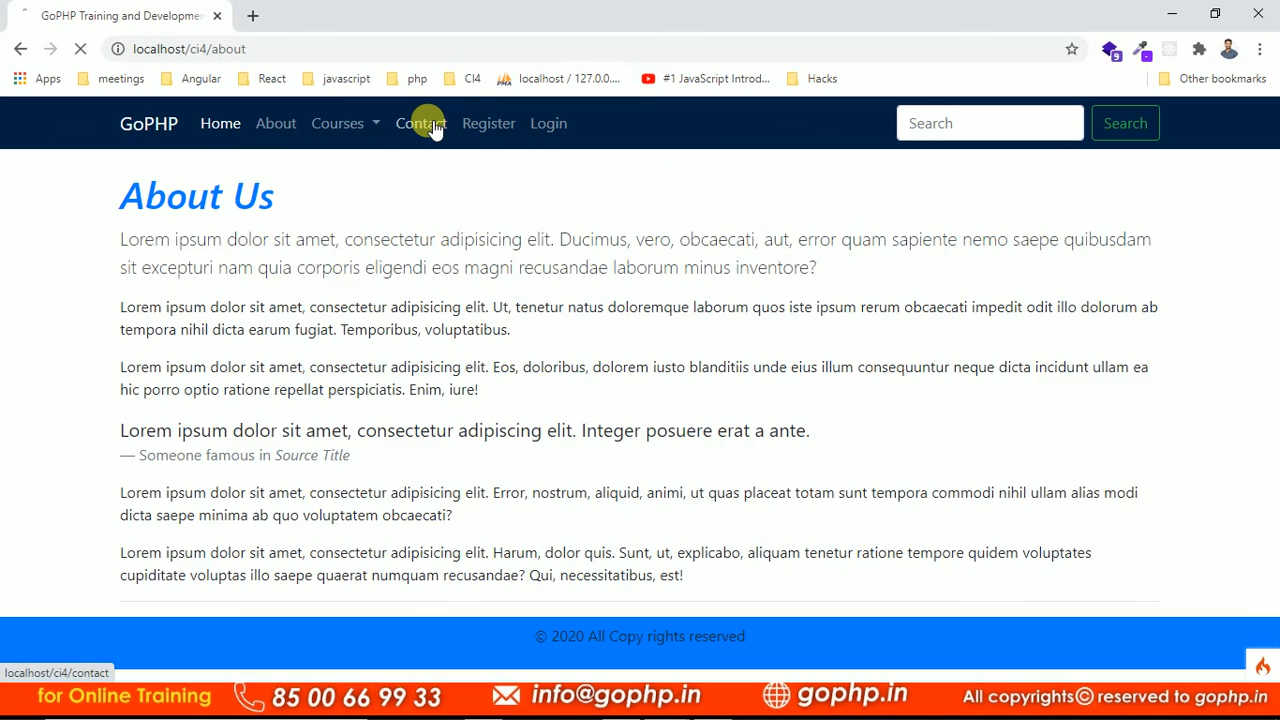 GoPHP Training and Developmer
localhost/ci4/about
Apps meetings Angular React javascript php CI4 localhost / 127.0.0.... #1 JavaScript Introd... Hacks Other bookmarks
9
GoPHP Home About Courses Contact Register Login Search Search
About Us
Lorem ipsum dolor sit amet, consectetur adipisicing elit. Ducimus, vero, obcaecati, aut, error quam sapiente nemo saepe quibusdam
sit excepturi nam quia corporis eligendi eos magni recusandae laborum minus inventore?
Lorem ipsum dolor sit amet, consectetur adipisicing elit. Ut, tenetur natus doloremque laborum quos iste ipsum rerum obcaecati impedit odit illo dolorum ab
tempora nihil dicta earum fugiat. Temporibus, voluptatibus.
Lorem ipsum dolor sit amet, consectetur adipisicing elit. Eos, doloribus, dolorem iusto blanditiis unde eius illum consequuntur neque dicta incidunt ullam ea
hic porro optio ratione repellat perspiciatis. Enim, iure!
Lorem ipsum dolor sit amet, consectetur adipiscing elit. Integer posuere erat a ante.
— Someone famous in Source Title
Lorem ipsum dolor sit amet, consectetur adipisicing elit. Error, nostrum, aliquid, animi, ut quas placeat totam sunt tempora commodi nihil ullam alias modi
dicta saepe minima ab quo voluptatem obcaecati?
Lorem ipsum dolor sit amet, consectetur adipisicing elit. Harum, dolor quis. Sunt, ut, explicabo, aliquam tenetur ratione tempore quidem voluptates
cupiditate voluptas illo saepe quaerat numquam recusandae? Qui, necessitatibus, est!
© 2020 All Copy rights reserved
localhost/ci4/contact
for Online Training 85 00 66 99 33 info@gophp.in gophp.in All copyrights© reserved to gophp.in